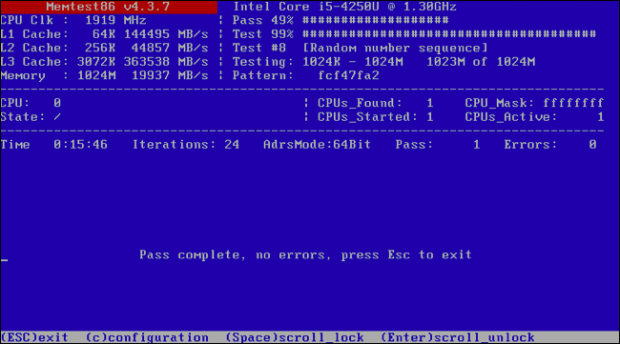 Memtest86 v4.3.7 Intel Core i5-4250U @ 1.30GHz
CPU Clk : 1919 MHz ¦ Pass 49% ###################
L1 Cache: 64K 144495 MB/s ¦ Test 99% ######################################
L2 Cache: 256K 44857 MB/s ¦ Test #8 [Random number sequence]
L3 Cache: 3072K 363538 MB/s ¦ Testing: 1024K - 1024M 1023M of 1024M
Memory : 1024M 19937 MB/s ¦ Pattern: fcf47fa2
CPU: 0 ¦ CPUs_Found: 1 CPU_Mask: ffffffff
State: / ¦ CPUs_Started: 1 CPUs_Active: 1
Time 0:15:46 Iterations: 24 AdrsMode:64Bit Pass: 1 Errors: 0
Pass complete, no errors, press Esc to exit
(ESC)exit (c)configuration (Space)scroll_lock (Enter)scroll_unlock